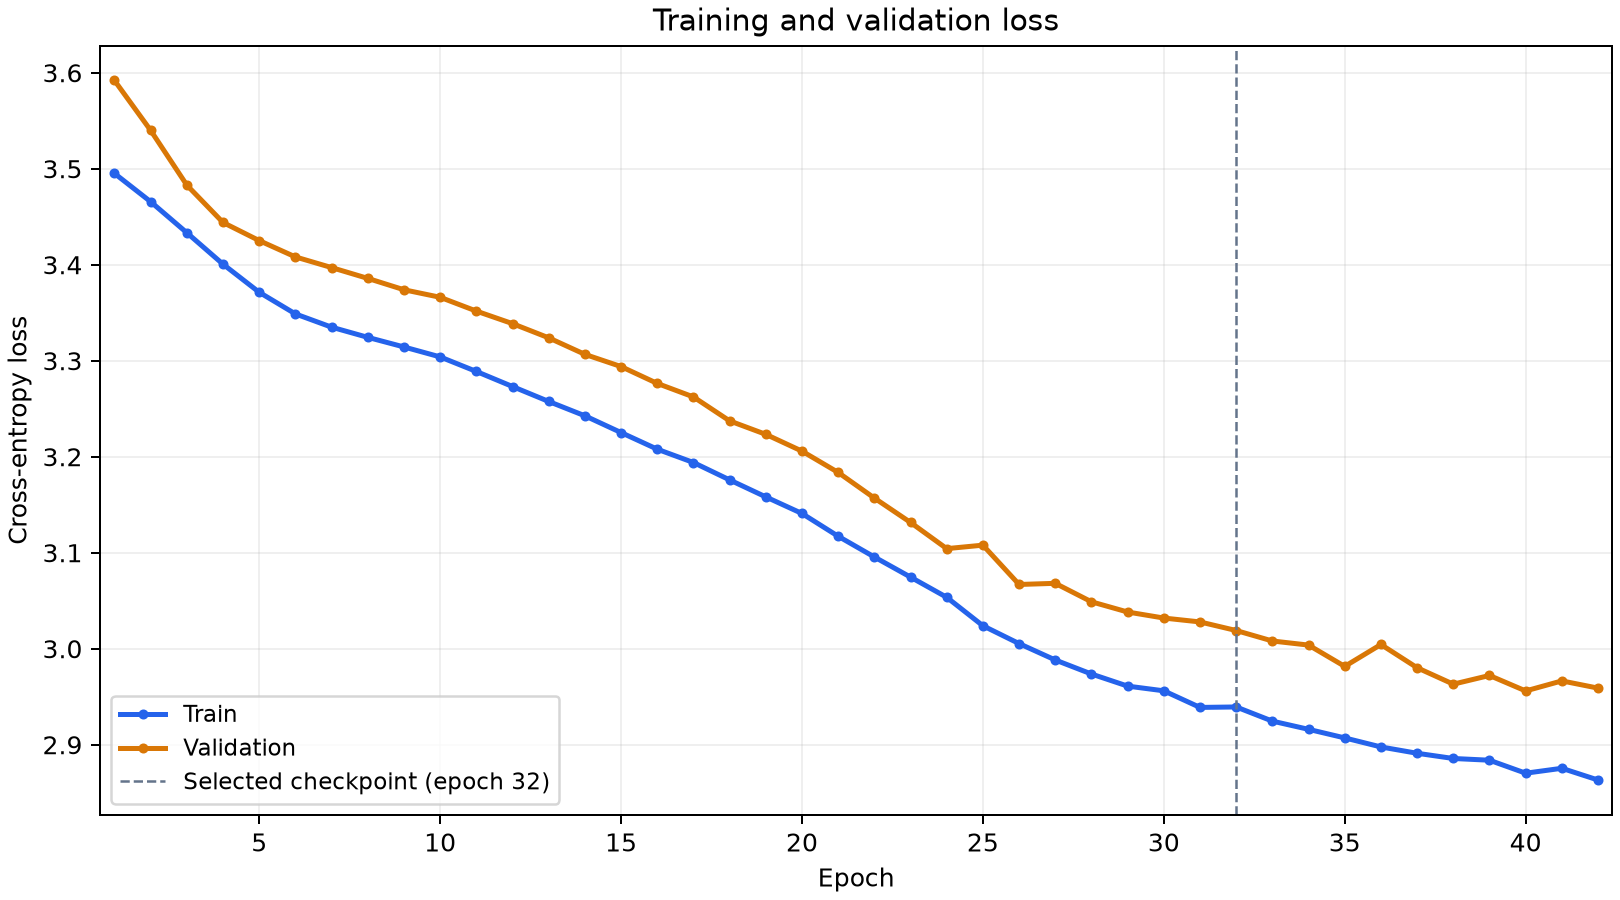 Training and validation loss
Cross-entropy loss
3.6
3.5
3.4
3.3
3.2
3.1
3.0
2.9
Train
Validation
Selected checkpoint (epoch 32)
5 10 15 20 25 30 35 40
Epoch